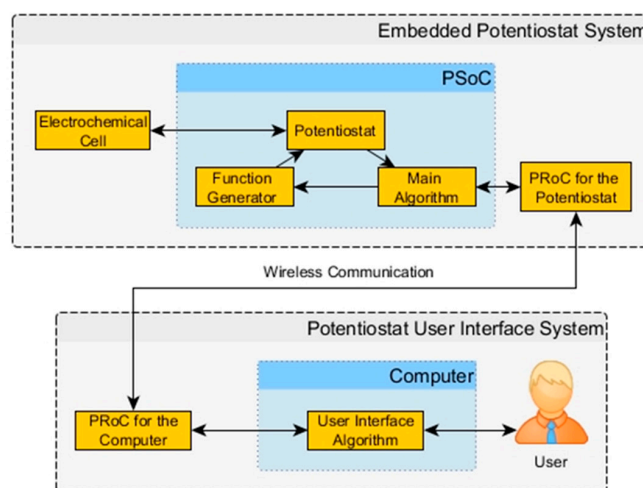 Embedded Potentiostat System
PSoC
Electrochemical
Cell
Potentiostat
Function
Generator
Main
Algorithm
PRoC for the
Potentiostat
Wireless Communication
Potentiostat User Interface System
Computer
PRoC for the
Computer
User Interface
Algorithm
User